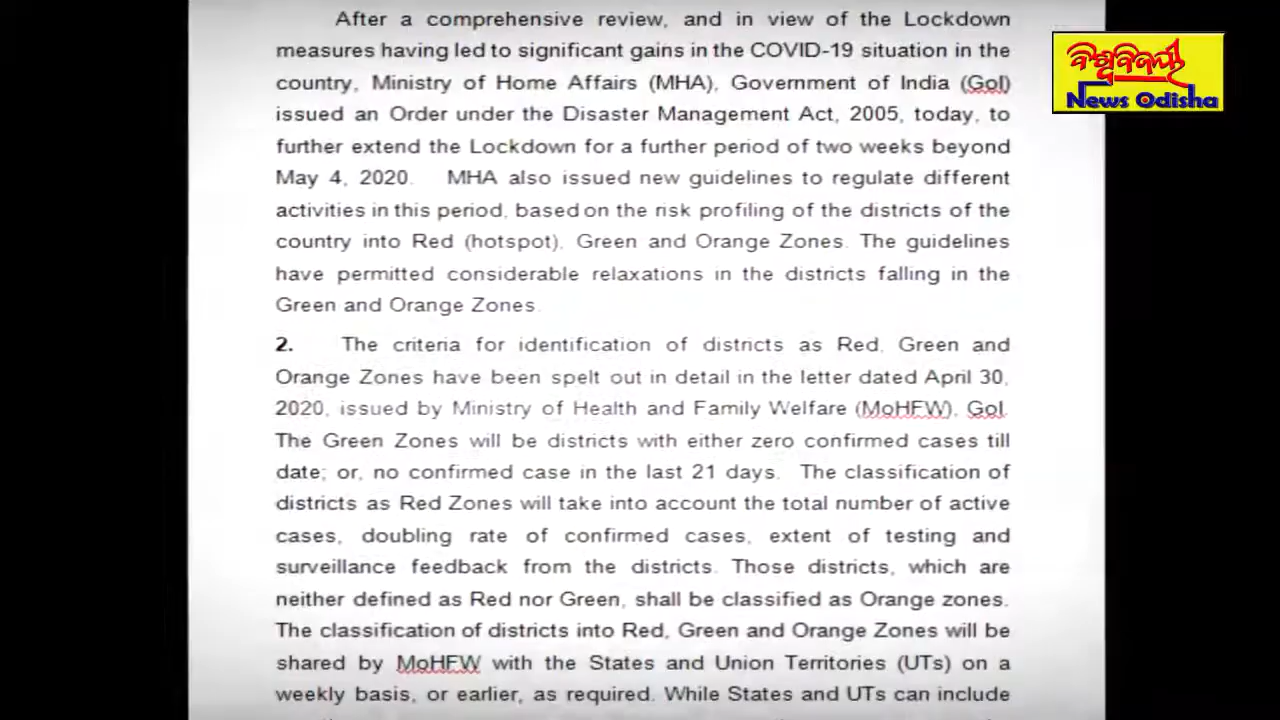 After a comprehensive review, and in view of the Lockdown
measures having led to significant gains in the COVID-19 situation in the
country, Ministry of Home Affairs (MHA), Government of India (GoI)
issued an Order under the Disaster Management Act, 2005, today, to
further extend the Lockdown for a further period of two weeks beyond
May 4, 2020. MHA also issued new guidelines to regulate different
activities in this period, based on the risk profiling of the districts of the
country into Red (hotspot), Green and Orange Zones. The guidelines
have permitted considerable relaxations in the districts falling in the
Green and Orange Zones.
2. The criteria for identification of districts as Red, Green and
Orange Zones have been spelt out in detail in the letter dated April 30,
2020, issued by Ministry of Health and Family Welfare (MoHFW), GoI.
The Green Zones will be districts with either zero confirmed cases till
date; or, no confirmed case in the last 21 days. The classification of
districts as Red Zones will take into account the total number of active
cases, doubling rate of confirmed cases, extent of testing and
surveillance feedback from the districts. Those districts, which are
neither defined as Red nor Green, shall be classified as Orange zones.
The classification of districts into Red, Green and Orange Zones will be
shared by MoHFW with the States and Union Territories (UTs) on a
weekly basis, or earlier, as required. While States and UTs can include
ବିଶ୍ୱବିଜୟୀ
News Odisha